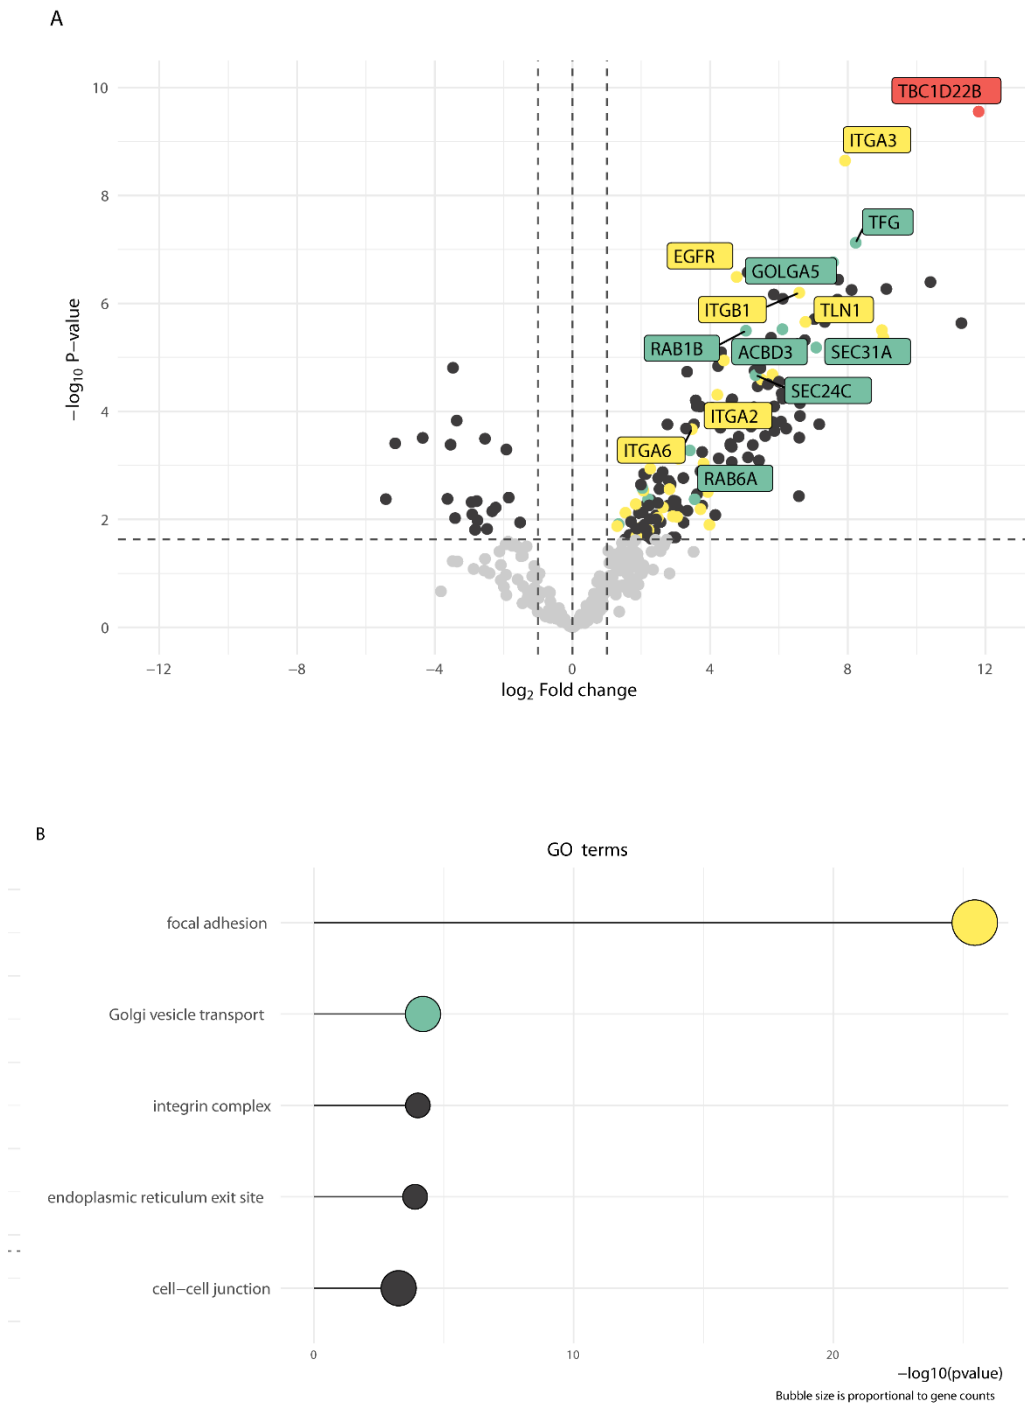 A
10
8
6
4
2
0
−log10 P−value
TBC1D22B
ITGA3
TFG
EGFR
GOLGA5
ITGB1
TLN1
RAB1B
ACBD3
SEC31A
SEC24C
ITGA2
ITGA6
RAB6A
−12 −8 −4 0 4 8 12
log2 Fold change
B
GO terms
focal adhesion
Golgi vesicle transport
integrin complex
endoplasmic reticulum exit site
cell−cell junction
0 10 20
−log10(pvalue)
Bubble size is proportional to gene counts